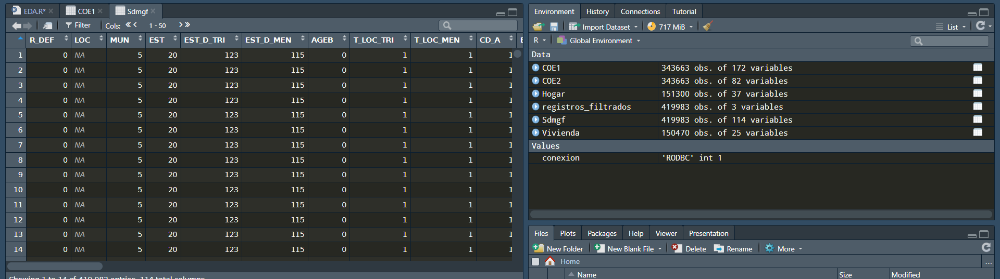 EDA.R* COE1 Sdmgf
Filter Cols: 1 - 50
R_DEF LOC MUN EST EST_D_TRI EST_D_MEN AGEB T_LOC_TRI T_LOC_MEN CD_A
1 0 NA 5 20 123 115 0 1 1 1
2 0 NA 5 20 123 115 0 1 1 1
3 0 NA 5 20 123 115 0 1 1 1
4 0 NA 5 20 123 115 0 1 1 1
5 0 NA 5 20 123 115 0 1 1 1
6 0 NA 5 20 123 115 0 1 1 1
7 0 NA 5 20 123 115 0 1 1 1
8 0 NA 5 20 123 115 0 1 1 1
9 0 NA 5 20 123 115 0 1 1 1
10 0 NA 5 20 123 115 0 1 1 1
11 0 NA 5 20 123 115 0 1 1 1
12 0 NA 5 20 123 115 0 1 1 1
13 0 NA 5 20 123 115 0 1 1 1
14 0 NA 5 20 123 115 0 1 1 1
Showing 1 to 14 of 419,983 entries, 114 total columns
Environment History Connections Tutorial
Import Dataset 717 MiB List
R Global Environment
Data
COE1 343663 obs. of 172 variables
COE2 343663 obs. of 82 variables
Hogar 151300 obs. of 37 variables
registros_filtrados 419983 obs. of 3 variables
Sdmgf 419983 obs. of 114 variables
Vivienda 150470 obs. of 25 variables
Values
conexion 'RODBC' int 1
Files Plots Packages Help Viewer Presentation
New Folder New Blank File Delete Rename More
Home ...
Name Size Modified